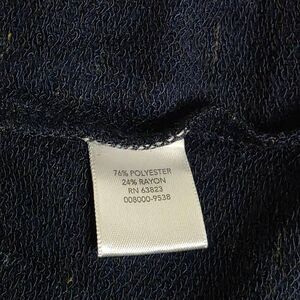 76% POLYESTER
24% RAYON
RN 63823
008000-9538